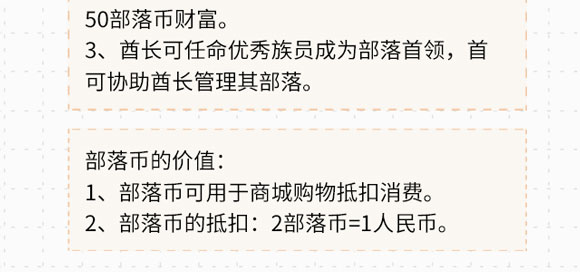 50部落币财富。
3、酋长可任命优秀族员成为部落首领，首
可协助酋长管理其部落。
部落币的价值：
1、部落币可用于商城购物抵扣消费。
2、部落币的抵扣：2部落币=1人民币。